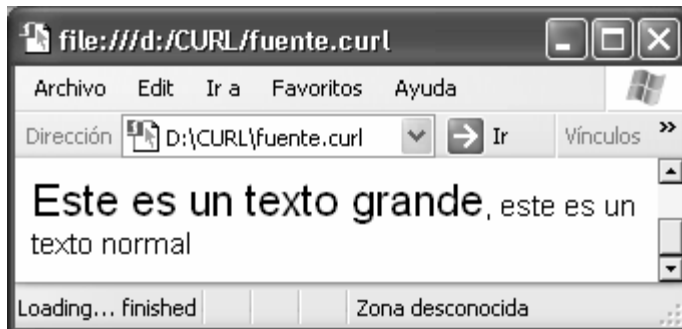 file:///d:/CURL/fuente.curl
Archivo Edit Ir a Favoritos Ayuda
Dirección D:\CURL\fuente.curl Ir Vínculos »
Este es un texto grande, este es un
texto normal
Loading... finished Zona desconocida